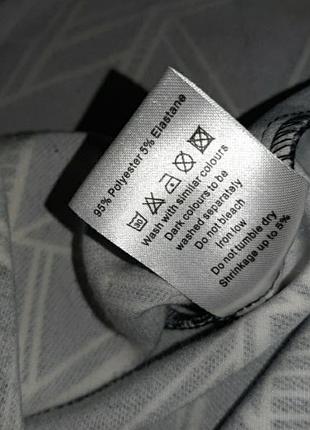 95% Polyester 5% Elastane
Wash with similar colours
Dark colours to be
washed separately
Do not bleach
Iron low
Do not tumble dry
Shrinkage up to 5%